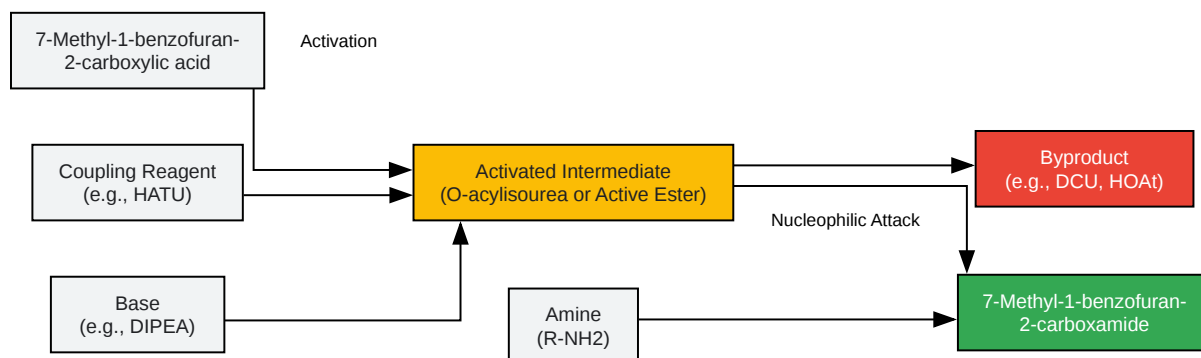 7-Methyl-1-benzofuran-
2-carboxylic acid
Activation
Coupling Reagent
(e.g., HATU)
Activated Intermediate
(O-acylisourea or Active Ester)
Byproduct
(e.g., DCU, HOAt)
Nucleophilic Attack
Base
(e.g., DIPEA)
Amine
(R-NH2)
7-Methyl-1-benzofuran-
2-carboxamide